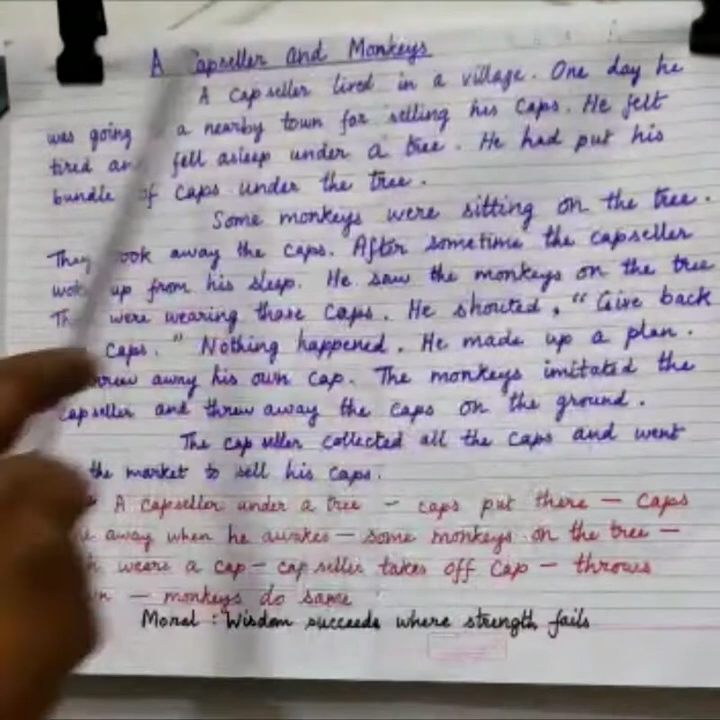 A Capseller and Monkeys
A cap seller lived in a village. One day he
was going a nearby town for selling his Caps. He felt
tired and fell asleep under a tree. He had put his
bundle of caps under the tree.
Some monkeys were sitting on the tree.
They took away the caps. After sometime the capseller
woke up from his sleep. He saw the monkeys on the tree
They were wearing those caps. He shouted, "Give back
caps." Nothing happened. He made up a plan.
threw away his own cap. The monkeys imitated the
capseller and threw away the caps on the ground.
The cap seller collected all the caps and went
the market to sell his caps.
A capseller under a tree - caps put there - Caps
away when he awakes - some monkeys on the tree -
wears a cap - cap seller takes off cap - throws
- monkeys do same
Moral : Wisdom succeeds where strength fails